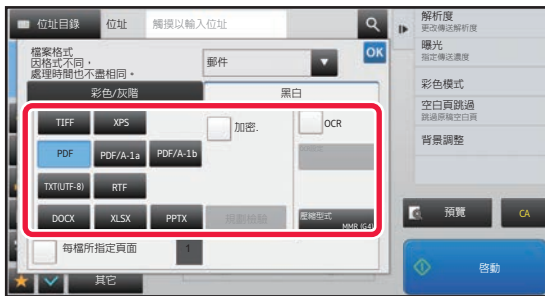 位址目錄
位址
觸摸以輸入位址
檔案格式
因格式不同，
處理時間也不盡相同。
郵件
OK
彩色/灰階
黑白
TIFF
XPS
加密.
OCR
PDF
PDF/A-1a
PDF/A-1b
TXT(UTF-8)
RTF
DOCX
XLSX
PPTX
壓縮型式
MMR (G4)
每檔所指定頁面
1
其它
解析度
更改傳送解析度
曝光
指定傳送濃度
彩色模式
空白頁跳過
跳過原稿空白頁
背景調整
預覽
CA
啓動